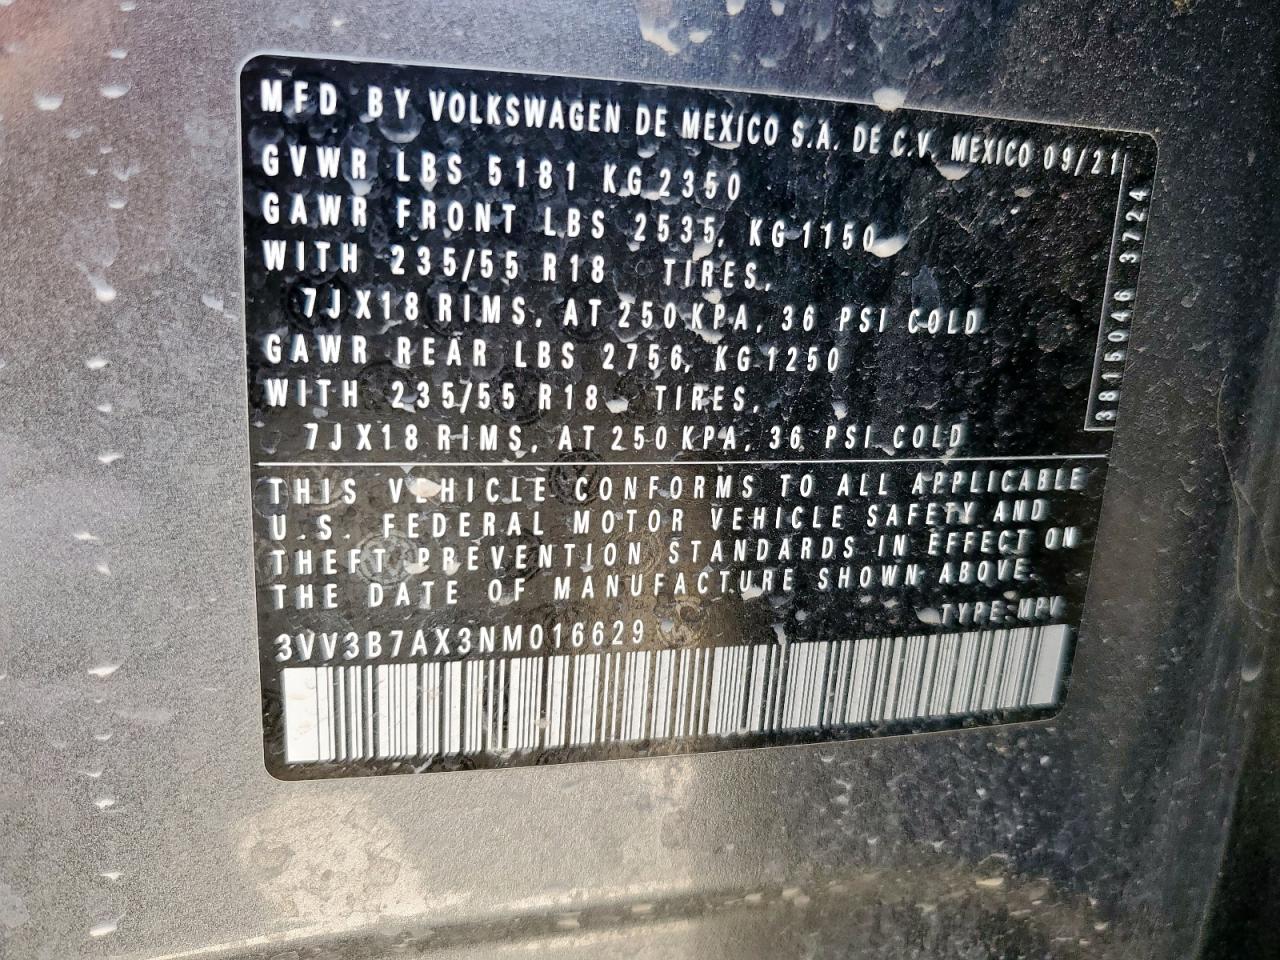 MFD BY VOLKSWAGEN DE MEXICO S.A. DE C.V. MEXICO 09/21
GVWR LBS 5181 KG 2350
GAWR FRONT LBS 2535, KG 1150
WITH 235/55 R18 TIRES,
7JX18 RIMS, AT 250 KPA, 36 PSI COLD
GAWR REAR LBS 2756, KG 1250
WITH 235/55 R18 TIRES,
7JX18 RIMS, AT 250 KPA, 36 PSI COLD
3815046 3724
THIS VEHICLE CONFORMS TO ALL APPLICABLE
U.S. FEDERAL MOTOR VEHICLE SAFETY AND
THEFT PREVENTION STANDARDS IN EFFECT ON
THE DATE OF MANUFACTURE SHOWN ABOVE.
TYPE: MPV
3VV3B7AX3NM016629